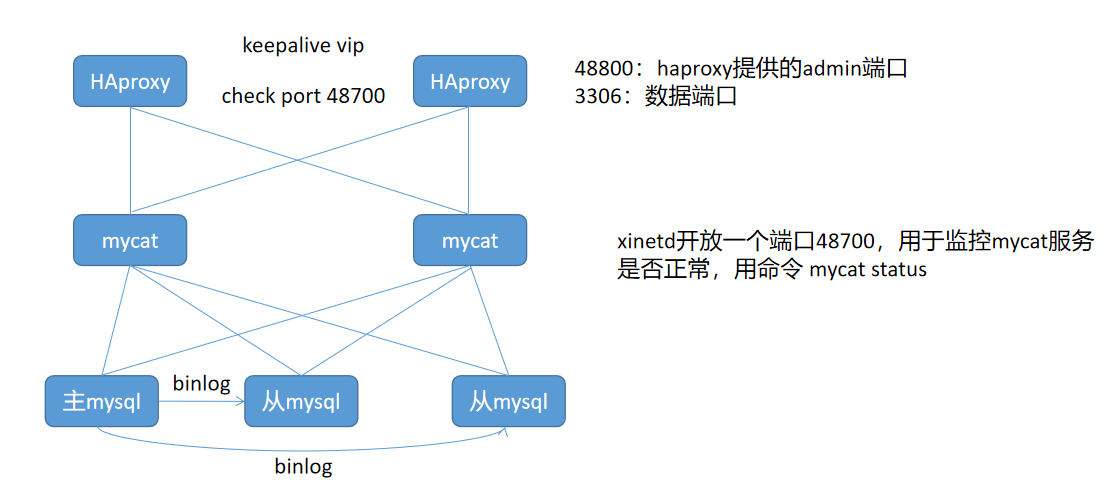 keepalive vip
HAproxy
HAproxy
check port 48700
48800：haproxy提供的admin端口
3306：数据端口
mycat
mycat
xinetd开放一个端口48700，用于监控mycat服务
是否正常，用命令 mycat status
主mysql
binlog
从mysql
从mysql
binlog